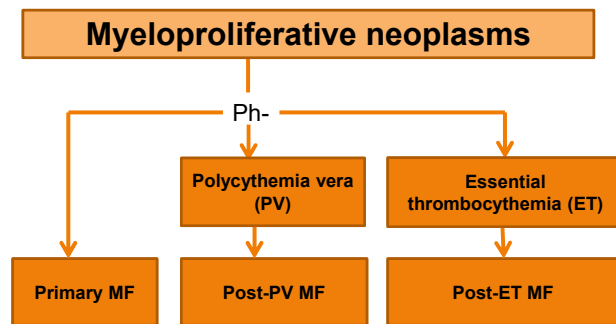 Myeloproliferative neoplasms
Ph-
Polycythemia vera
(PV)
Essential
thrombocythemia (ET)
Primary MF
Post-PV MF
Post-ET MF